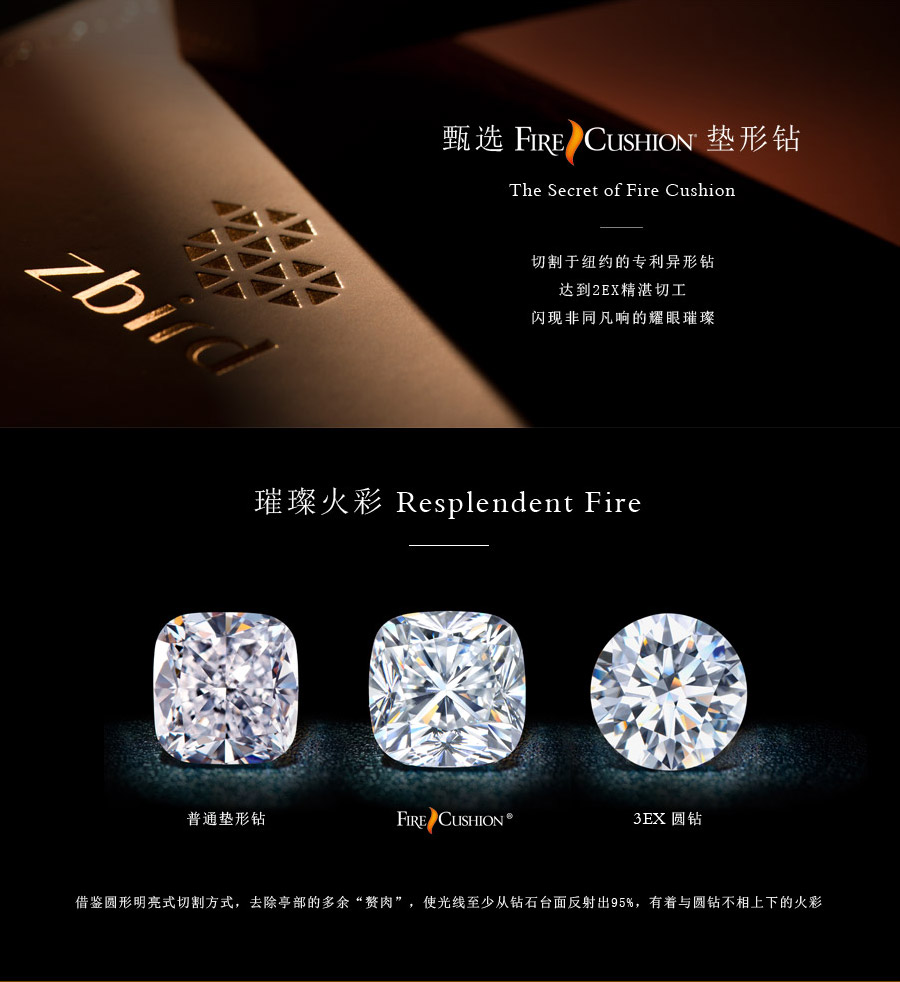 甄选 FIRE CUSHION® 垫形钻
The Secret of Fire Cushion
切割于纽约的专利异形钻
达到2EX精湛切工
闪现非同凡响的耀眼璀璨
zbird
璀璨火彩 Resplendent Fire
普通垫形钻
FIRE CUSHION®
3EX 圆钻
借鉴圆形明亮式切割方式，去除亭部的多余“赘肉”，使光线至少从钻石台面反射出95%，有着与圆钻不相上下的火彩